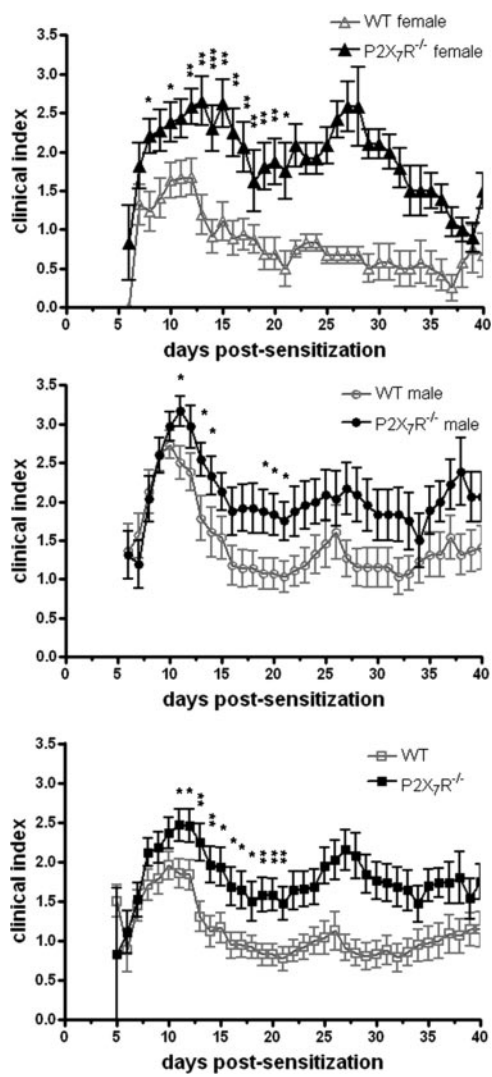 WT female
P2X7R-/- female
3.5
3.0
2.5
2.0
1.5
1.0
0.5
0.0
clinical index
* * ** ** *** ** ** ** ** ** ** *
0 5 10 15 20 25 30 35 40
days post-sensitization
WT male
P2X7R-/- male
3.5
3.0
2.5
2.0
1.5
1.0
0.5
0.0
clinical index
* * * * * *
0 5 10 15 20 25 30 35 40
days post-sensitization
WT
P2X7R-/-
3.5
3.0
2.5
2.0
1.5
1.0
0.5
0.0
clinical index
* * ** ** * * * * ** ** **
0 5 10 15 20 25 30 35 40
days post-sensitization